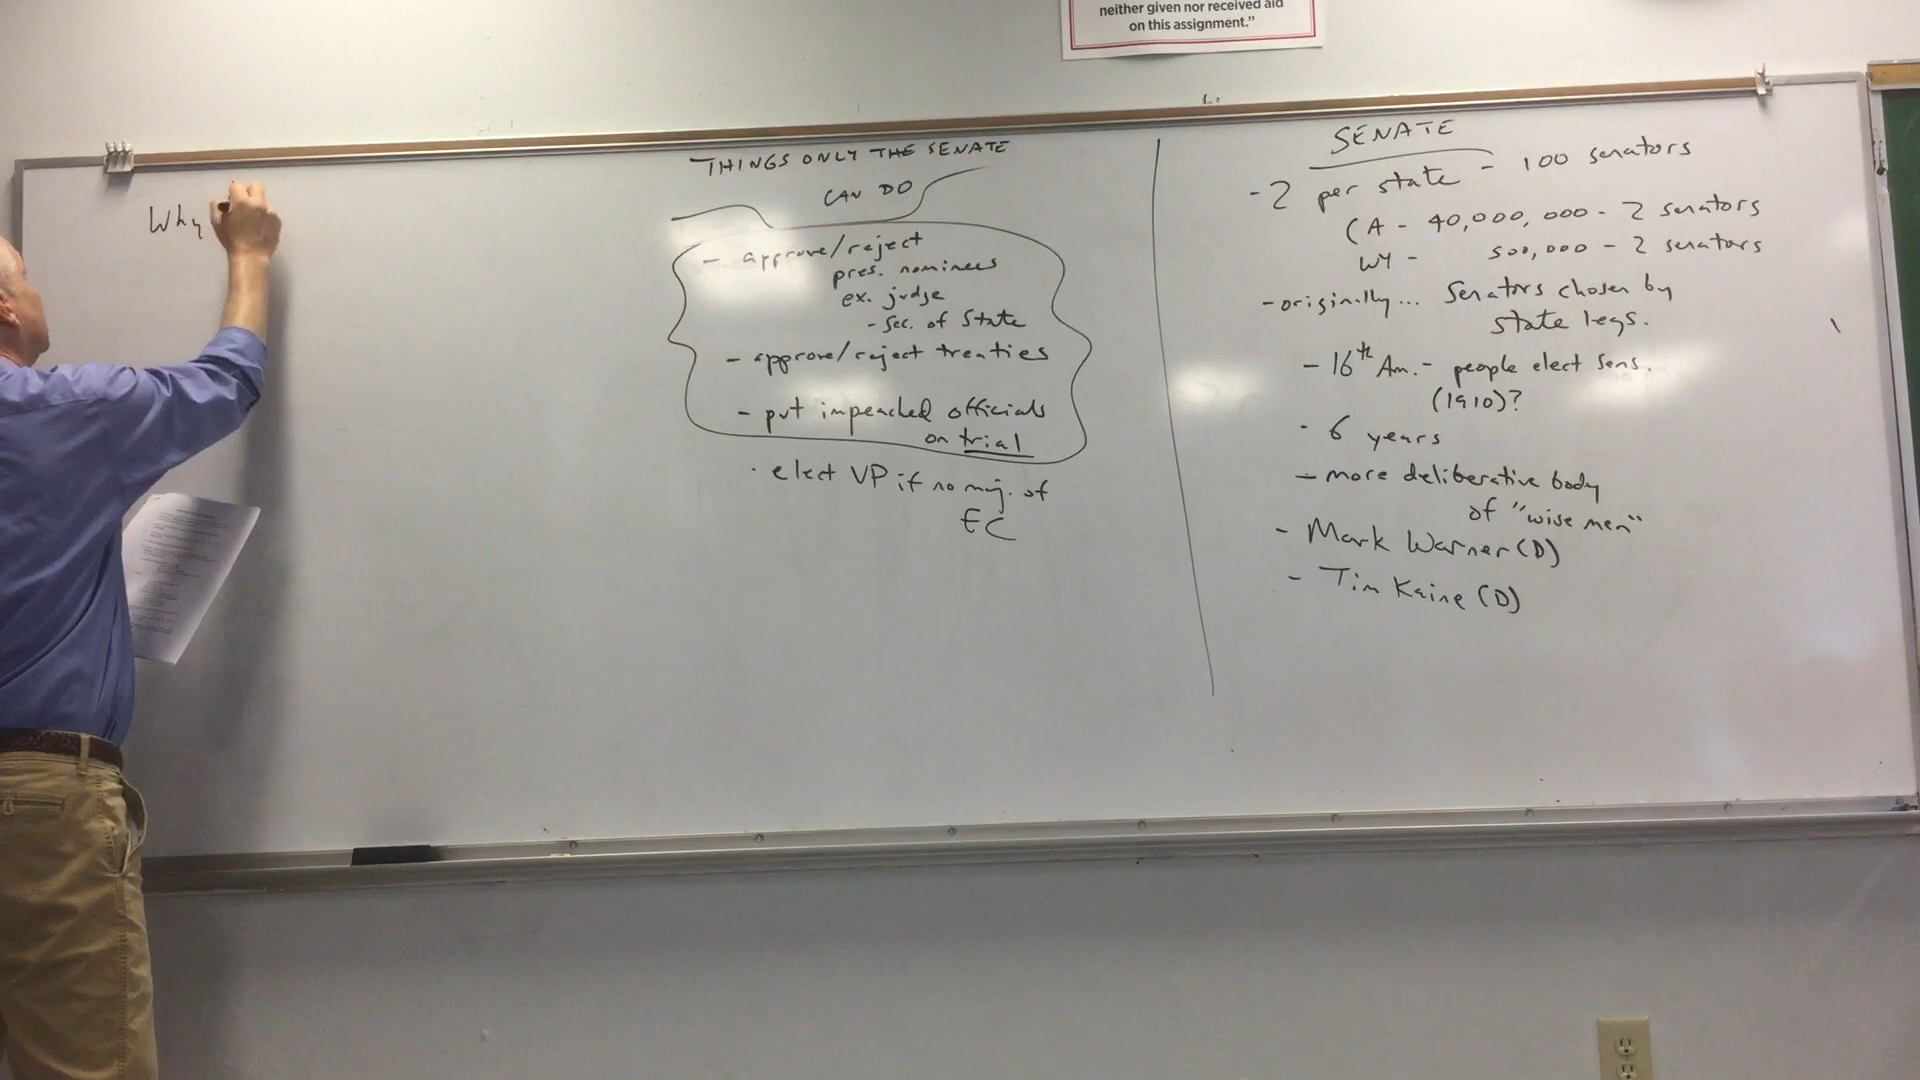 neither given nor received aid
on this assignment.”
Why
THINGS ONLY THE SENATE
CAN DO
- approve/reject
pres. nominees
ex. judge
- Sec. of State
- approve/reject treaties
- put impeached officials
on trial
· elect VP if no maj. of
EC
SENATE
- 2 per state - 100 senators
CA - 40,000,000 - 2 senators
WY - 500,000 - 2 senators
- originally... Senators chosen by
state legs.
- 16th Am. - people elect sens.
(1910)?
- 6 years
- more deliberative body
of "wise men"
- Mark Warner (D)
- Tim Kaine (D)